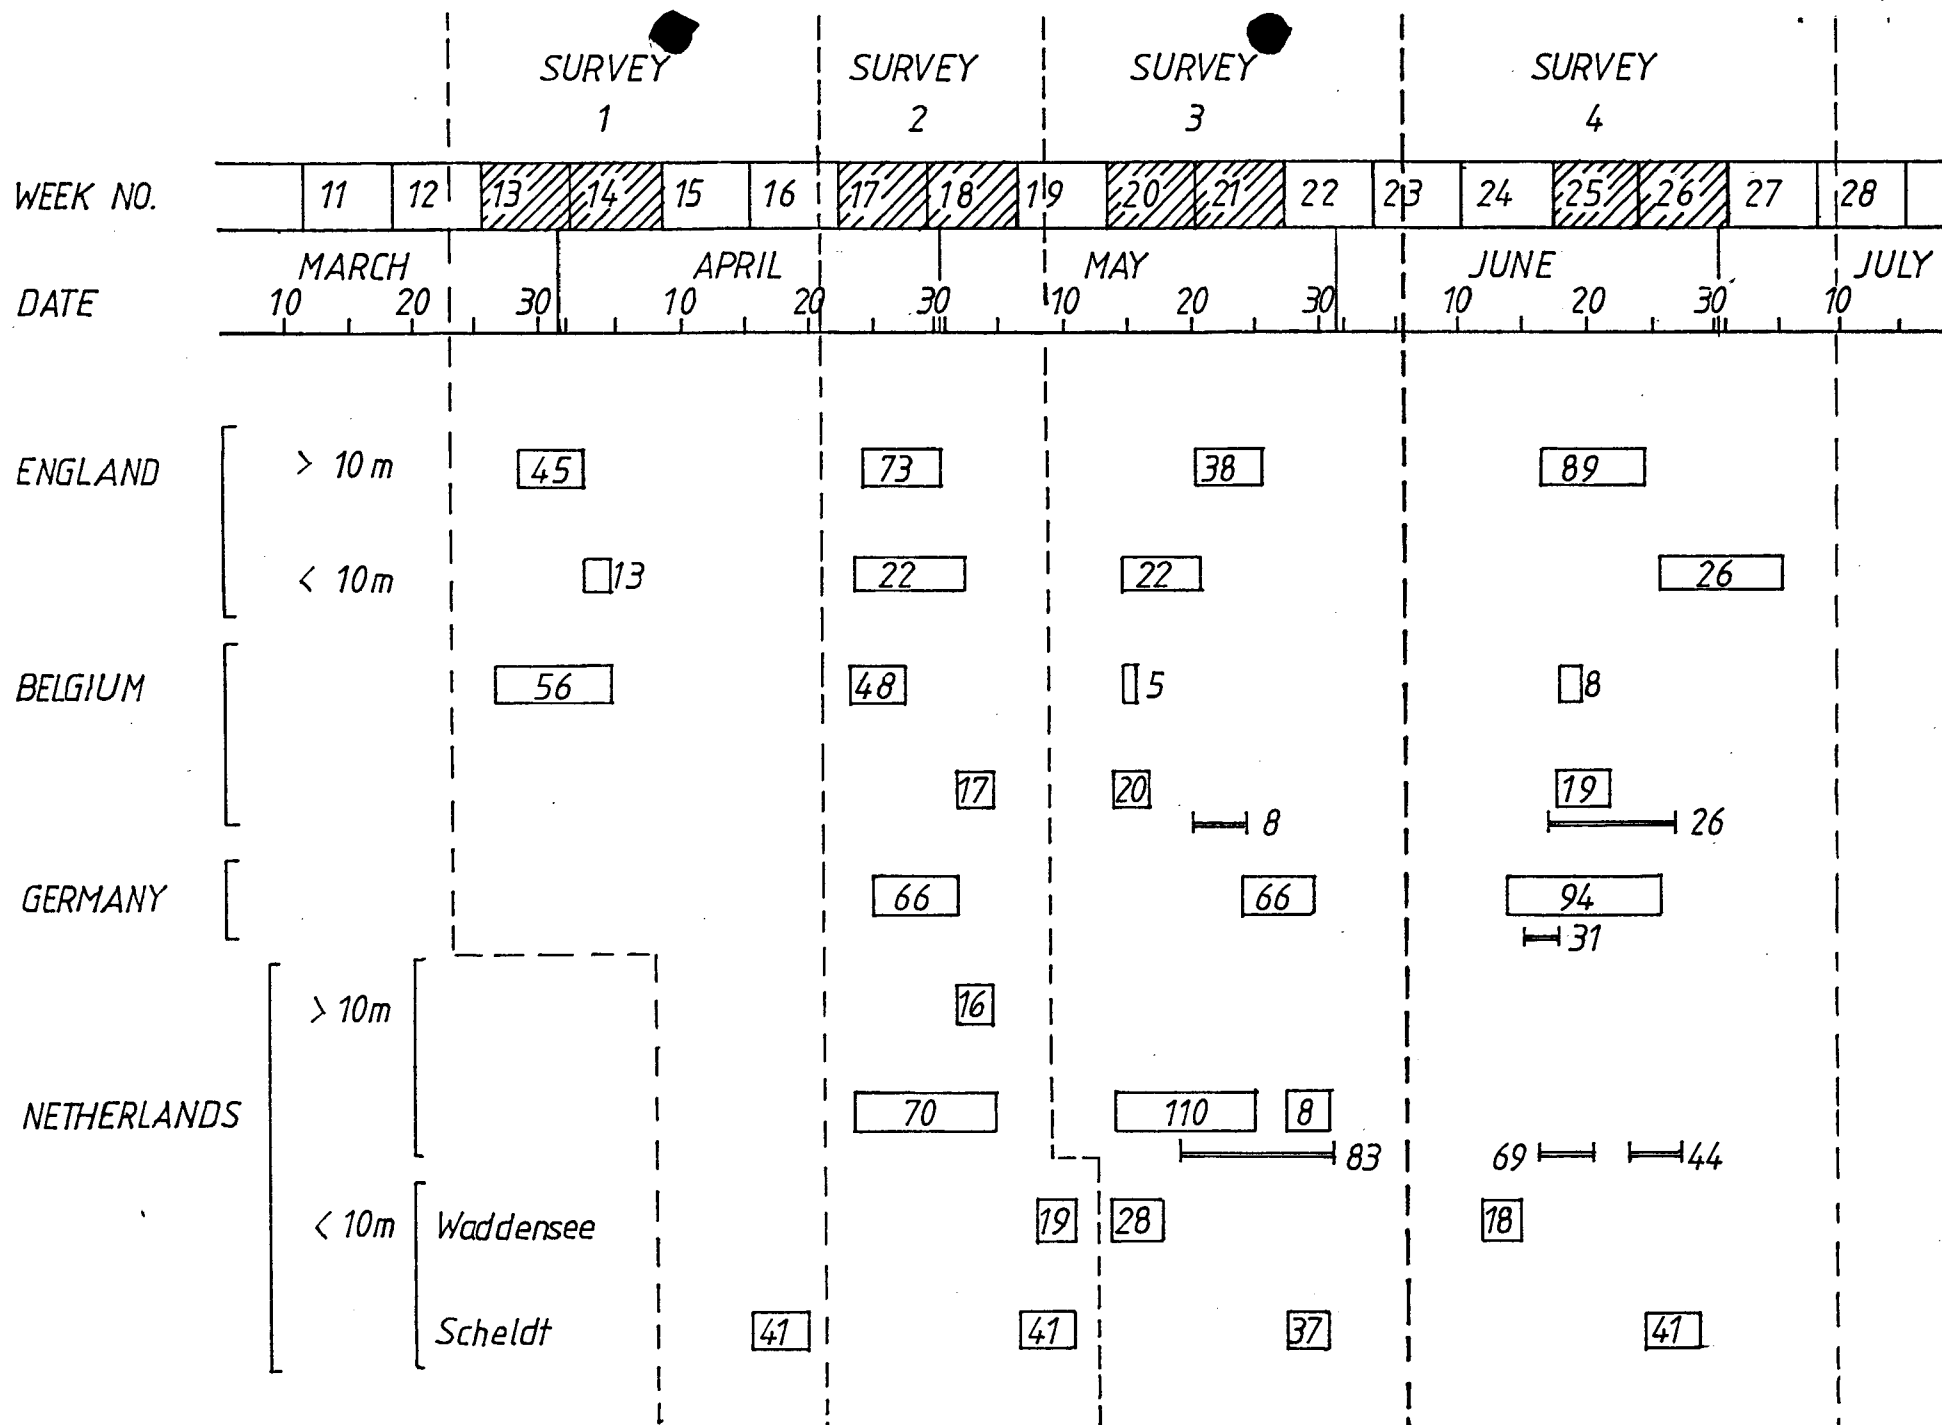 SURVEY SURVEY SURVEY SURVEY
1 2 3 4
WEEK NO. 11 12 13 14 15 16 17 18 19 20 21 22 23 24 25 26 27 28
MARCH APRIL MAY JUNE JULY
DATE 10 20 30 10 20 30 10 20 30 10 20 30 10
ENGLAND > 10 m 45 73 38 89
< 10 m 13 22 22 26
BELGIUM 56 48 5 8
17 20 19
8 26
GERMANY 66 66 94
31
> 10 m 16
NETHERLANDS 70 110 8
83 69 44
< 10 m Waddensee 19 28 18
Scheldt 41 41 37 41